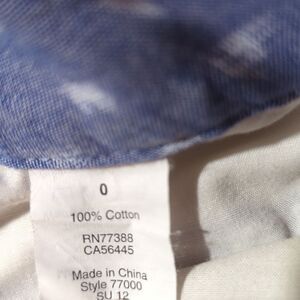 0
100% Cotton
RN77388
CA56445
Made in China
Style 77000
SU 12